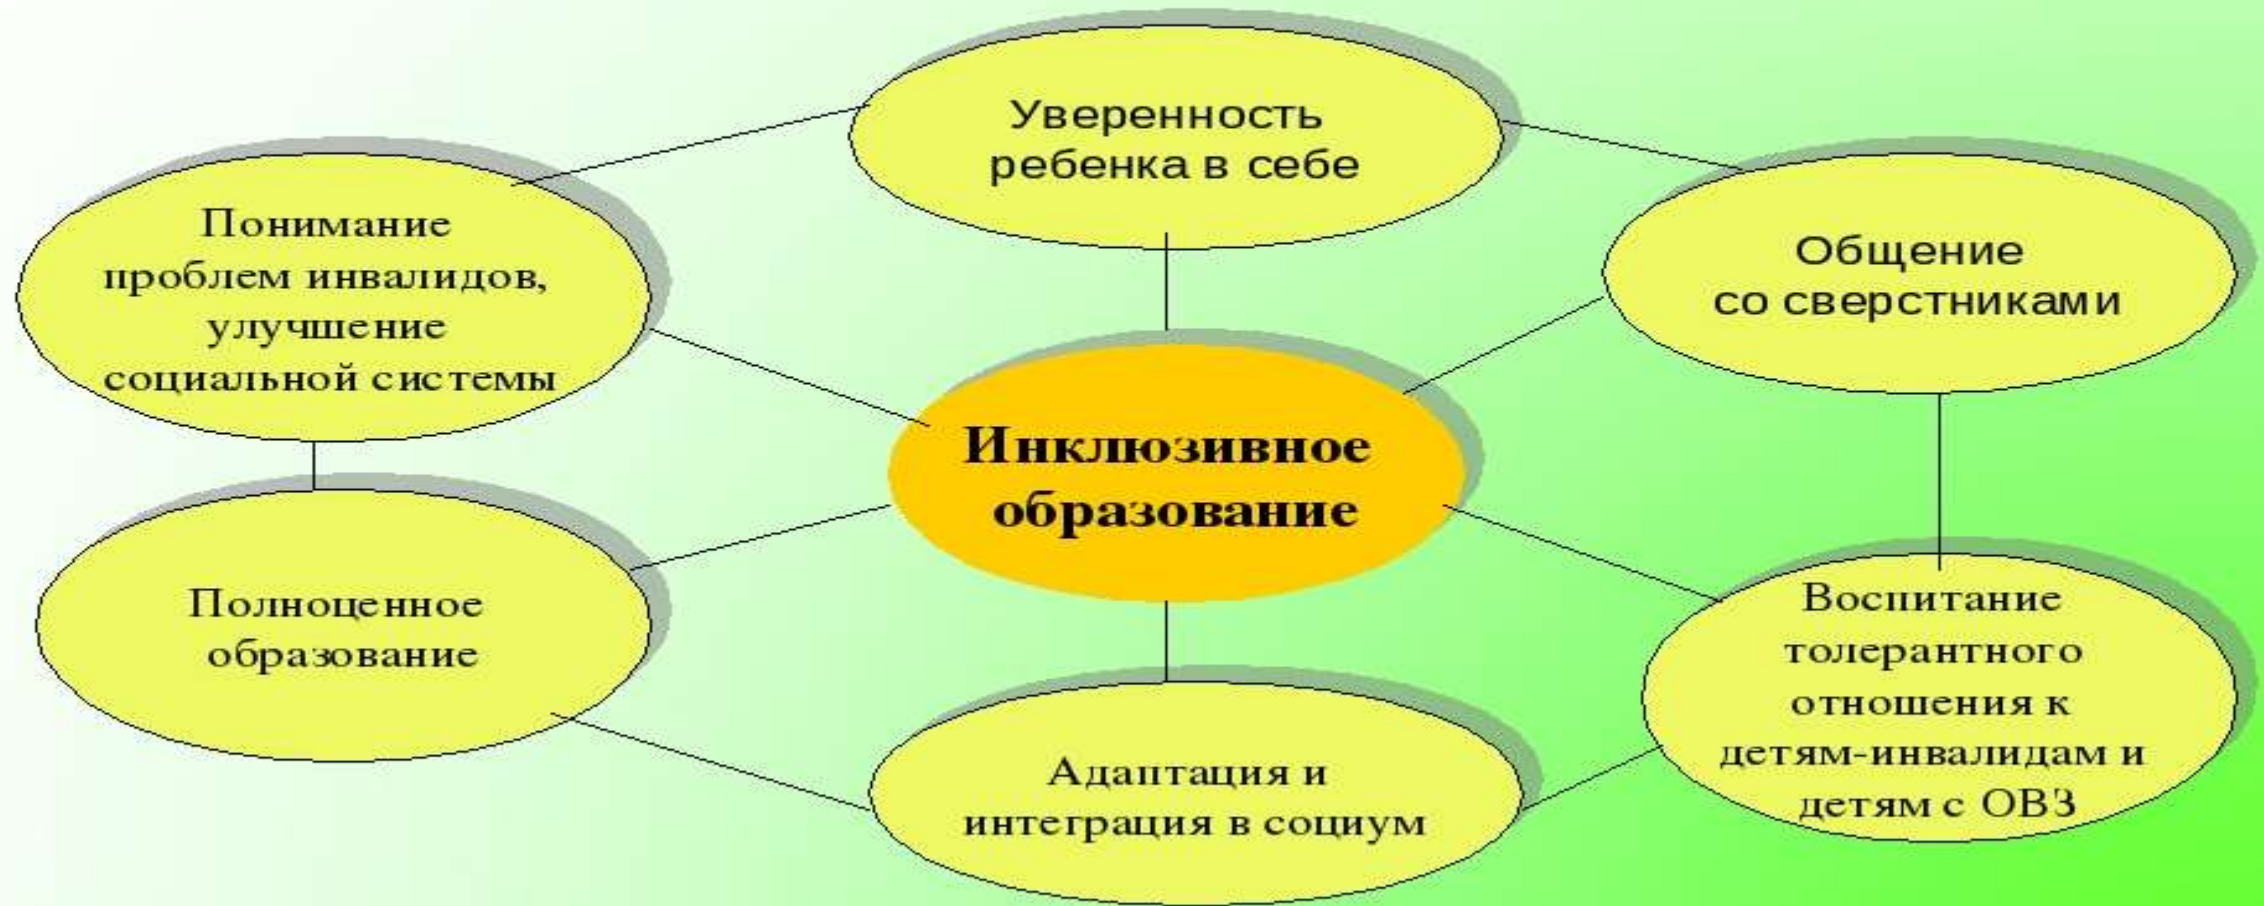 Уверенность
ребенка в себе
Понимание
проблем инвалидов,
улучшение
социальной системы
Общение
со сверстниками
Инклюзивное
образование
Полноценное
образование
Воспитание
толерантного
отношения к
детям-инвалидам и
детям с ОВЗ
Адаптация и
интеграция в социум